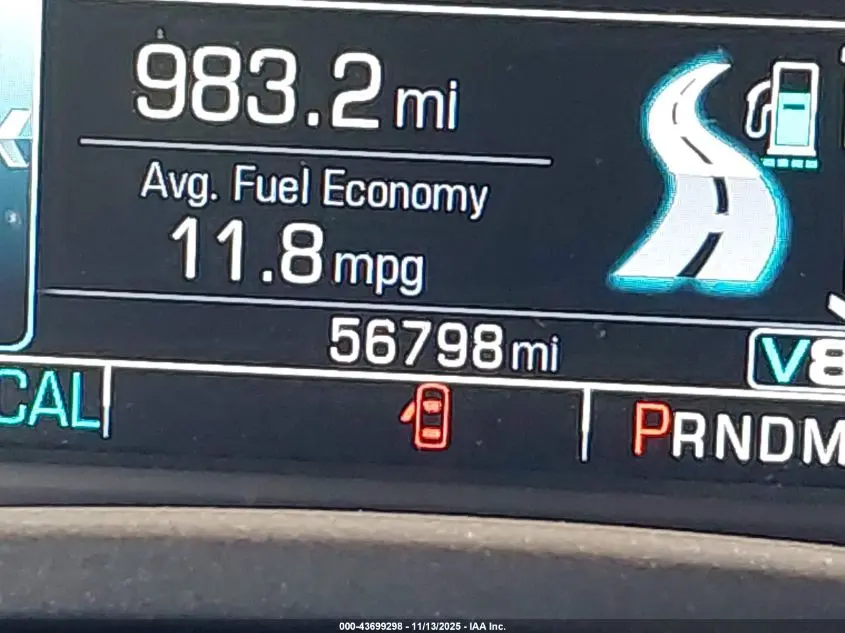 983.2 mi
Avg. Fuel Economy
11.8 mpg
56798 mi
V8
CAL
PRNDM
000-43699298 - 11/13/2025 - IAA Inc.